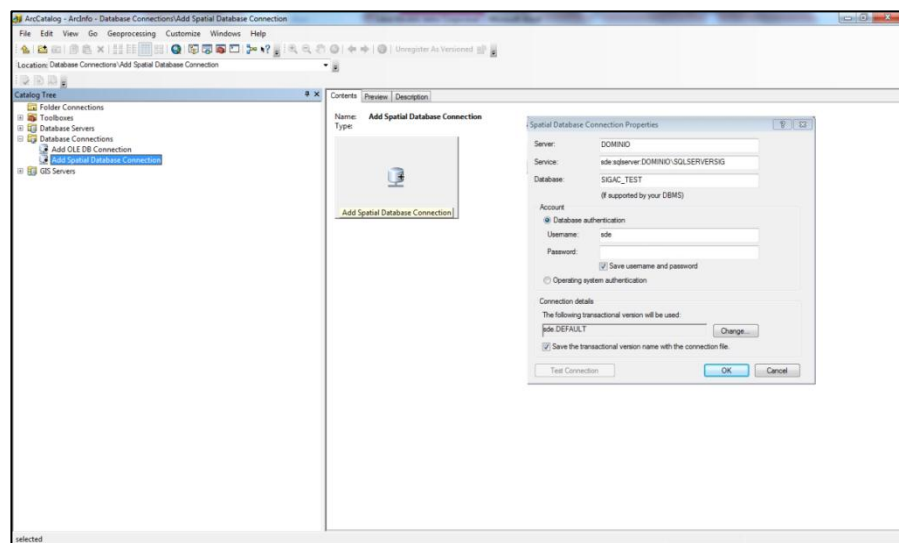 ArcCatalog - ArcInfo - Database Connections\Add Spatial Database Connection
File Edit View Go Geoprocessing Customize Windows Help
Unregister As Versioned
Location: Database Connections\Add Spatial Database Connection
Catalog Tree
Folder Connections
Toolboxes
Database Servers
Database Connections
Add OLE DB Connection
Add Spatial Database Connection
GIS Servers
Contents Preview Description
Name: Add Spatial Database Connection
Type:
Add Spatial Database Connection
Spatial Database Connection Properties
Server: DOMINIO
Service: sde:sqlserver:DOMINIO\SQLSERVERSIG
Database: SIGAC_TEST
(If supported by your DBMS)
Account
Database authentication
Username: sde
Password:
Save username and password
Operating system authentication
Connection details
The following transactional version will be used:
sde.DEFAULT Change...
Save the transactional version name with the connection file.
Test Connection OK Cancel
selected